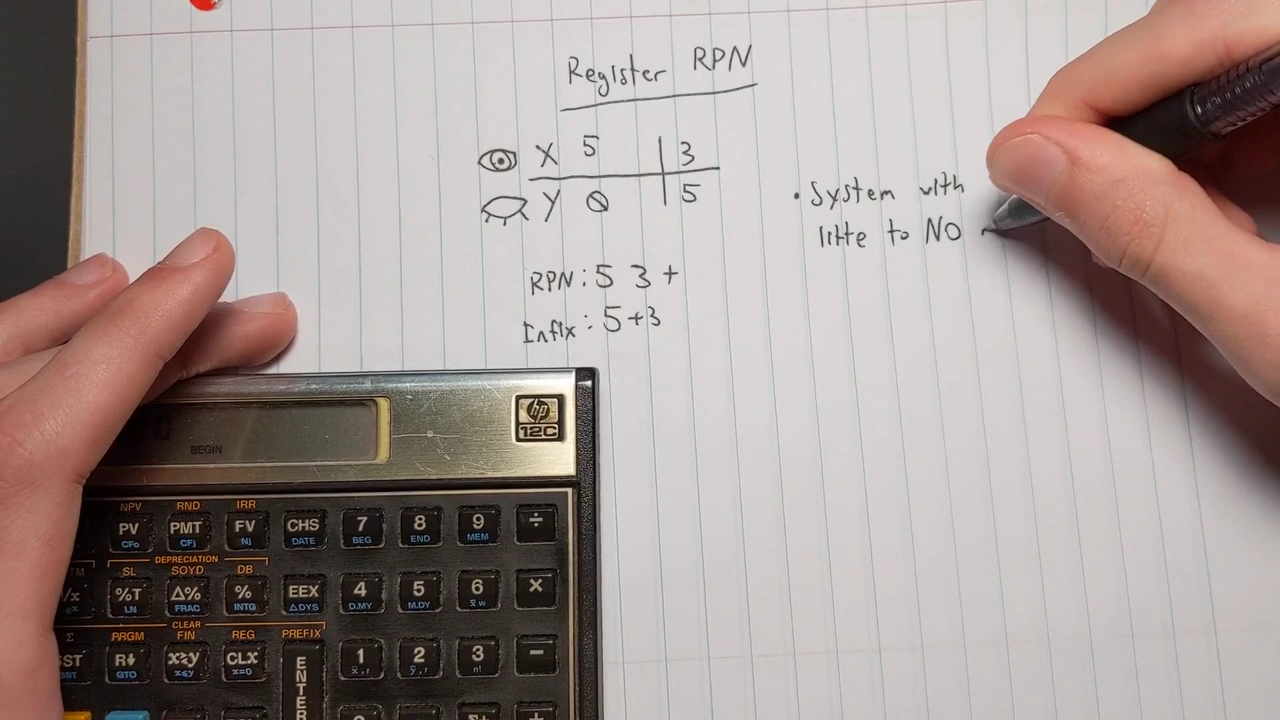 Register RPN
X 5 3
Y 0 5
• System with
litte to NO
RPN: 5 3 +
Infix: 5+3
hp
12C
BEGIN
NPV RND IRR
PV PMT FV CHS 7 8 9 ÷
CFo CFj Nj DATE BEG END MEM
DEPRECIATION
SL SOYD DB
%T Δ% % EEX 4 5 6 ×
LN FRAC INTG ΔDYS D.MY M.DY x̄w
CLEAR
Σ PRGM FIN REG PREFIX
SST R↓ x≷y CLX ENTER 1 2 3 −
BST GTO x≤y x=0 x̄,r ŷ,r n!